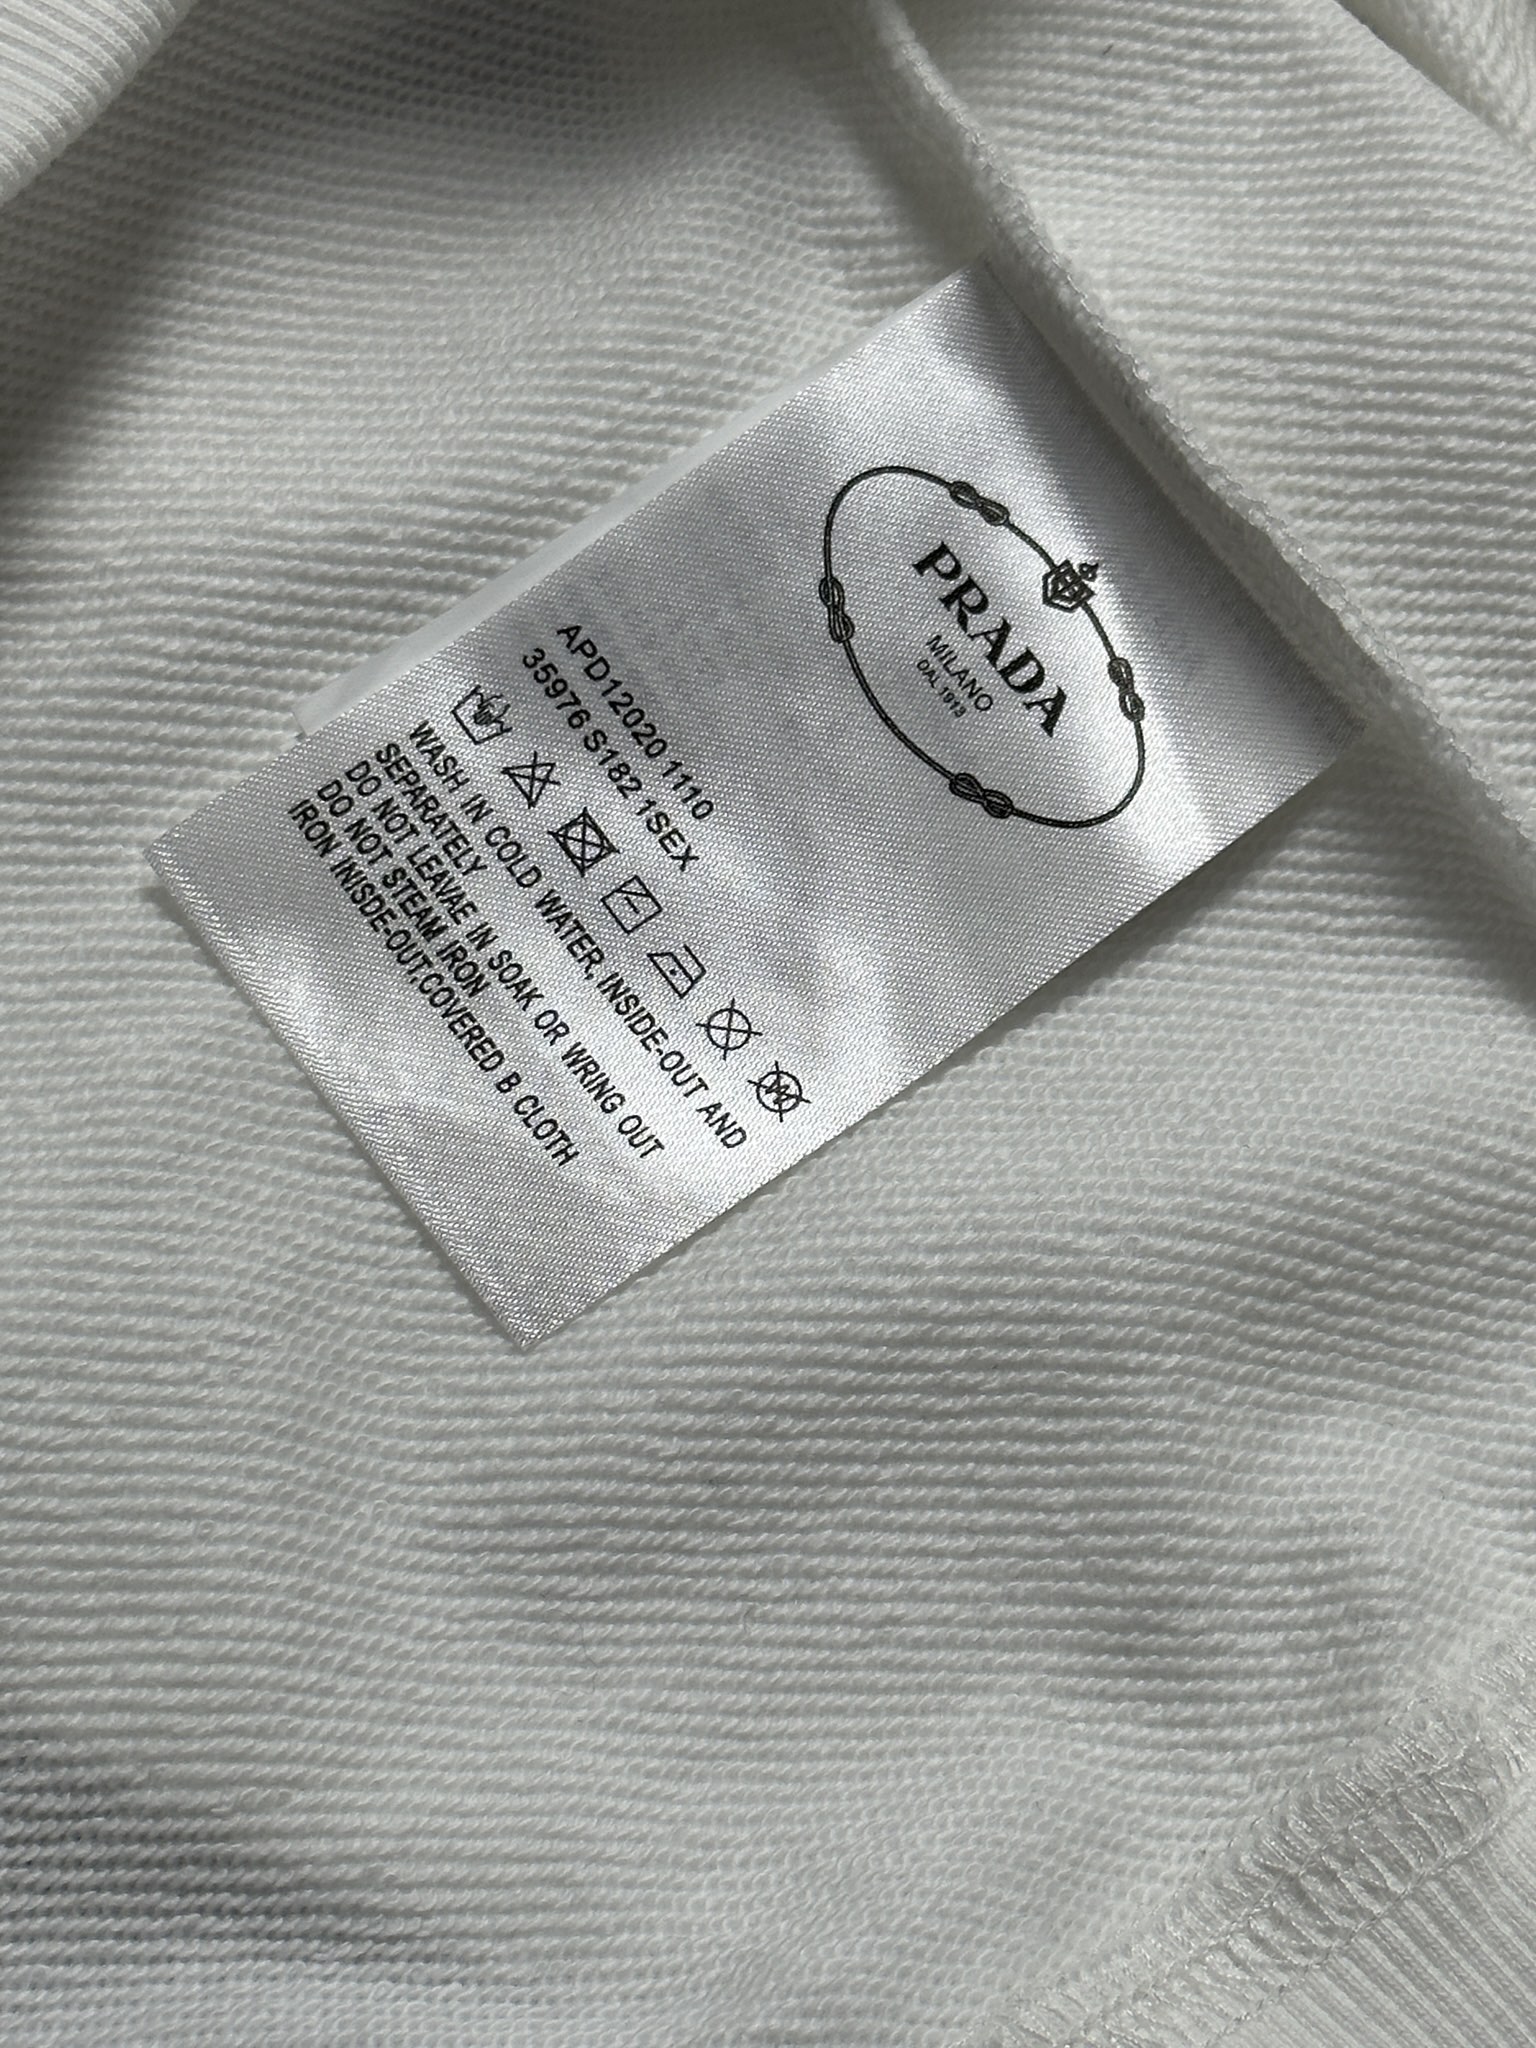 PRADA
MILANO
DAL 1913
APD12020 1110
35976 S182 1SEX
WASH IN COLD WATER, INSIDE-OUT AND
SEPARATELY
DO NOT LEAVAE IN SOAK OR WRING OUT
DO NOT STEAM IRON
IRON INISDE-OUT.COVERED B CLOTH